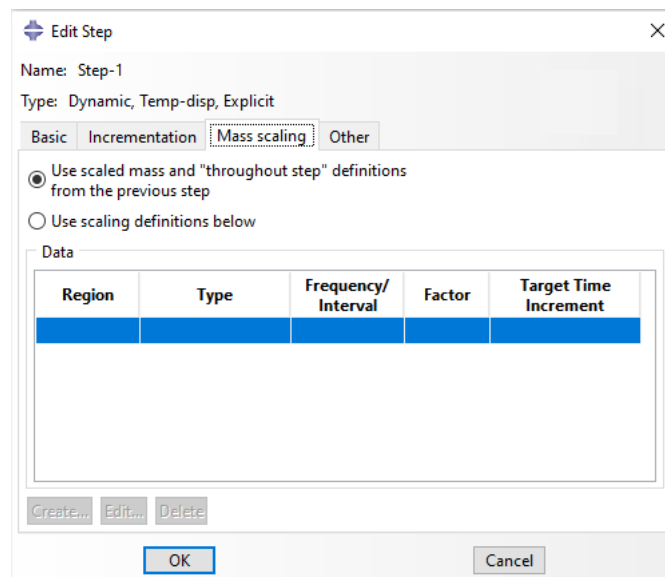 Edit Step
Name: Step-1
Type: Dynamic, Temp-disp, Explicit
Basic Incrementation Mass scaling Other
Use scaled mass and "throughout step" definitions
from the previous step
Use scaling definitions below
Data
Region Type Frequency/ Interval Factor Target Time Increment
Create... Edit... Delete
OK Cancel